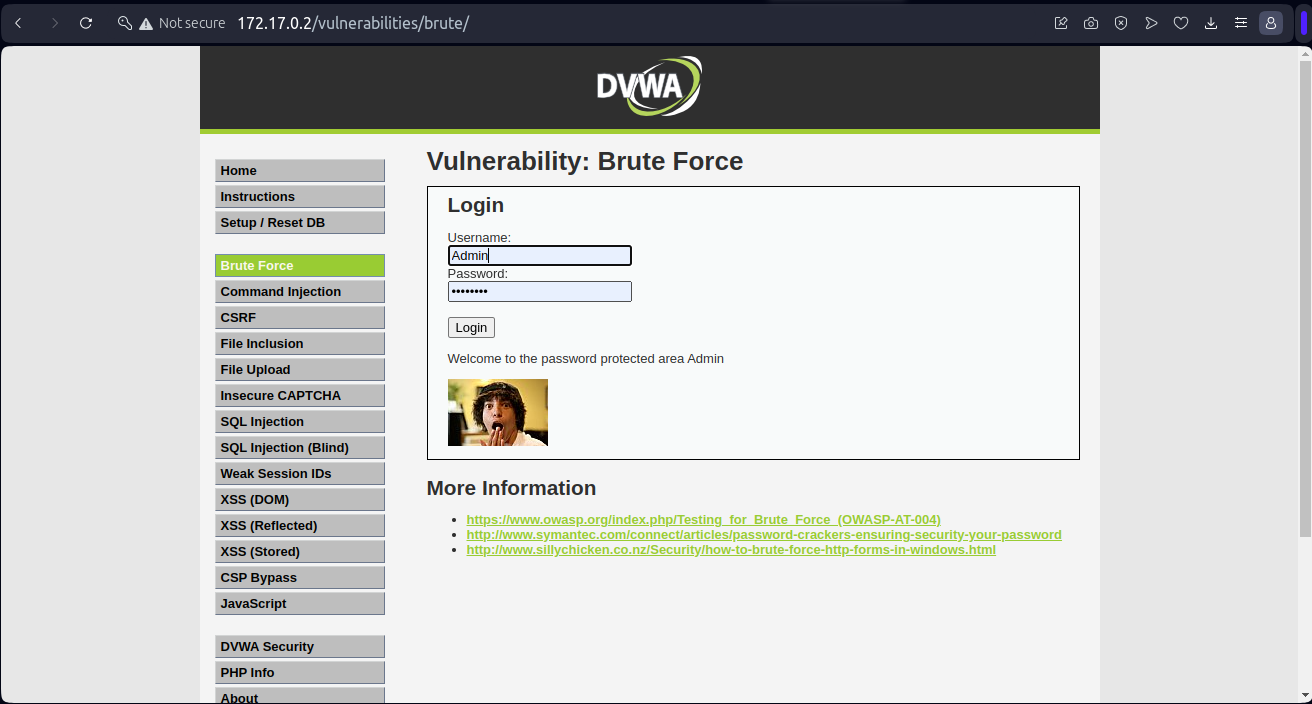 Not secure 172.17.0.2/vulnerabilities/brute/
DVWA
Home
Instructions
Setup / Reset DB
Brute Force
Command Injection
CSRF
File Inclusion
File Upload
Insecure CAPTCHA
SQL Injection
SQL Injection (Blind)
Weak Session IDs
XSS (DOM)
XSS (Reflected)
XSS (Stored)
CSP Bypass
JavaScript
DVWA Security
PHP Info
About
Vulnerability: Brute Force
Login
Username:
Admin
Password:
••••••••
Login
Welcome to the password protected area Admin
More Information
• https://www.owasp.org/index.php/Testing_for_Brute_Force_(OWASP-AT-004)
• http://www.symantec.com/connect/articles/password-crackers-ensuring-security-your-password
• http://www.sillychicken.co.nz/Security/how-to-brute-force-http-forms-in-windows.html